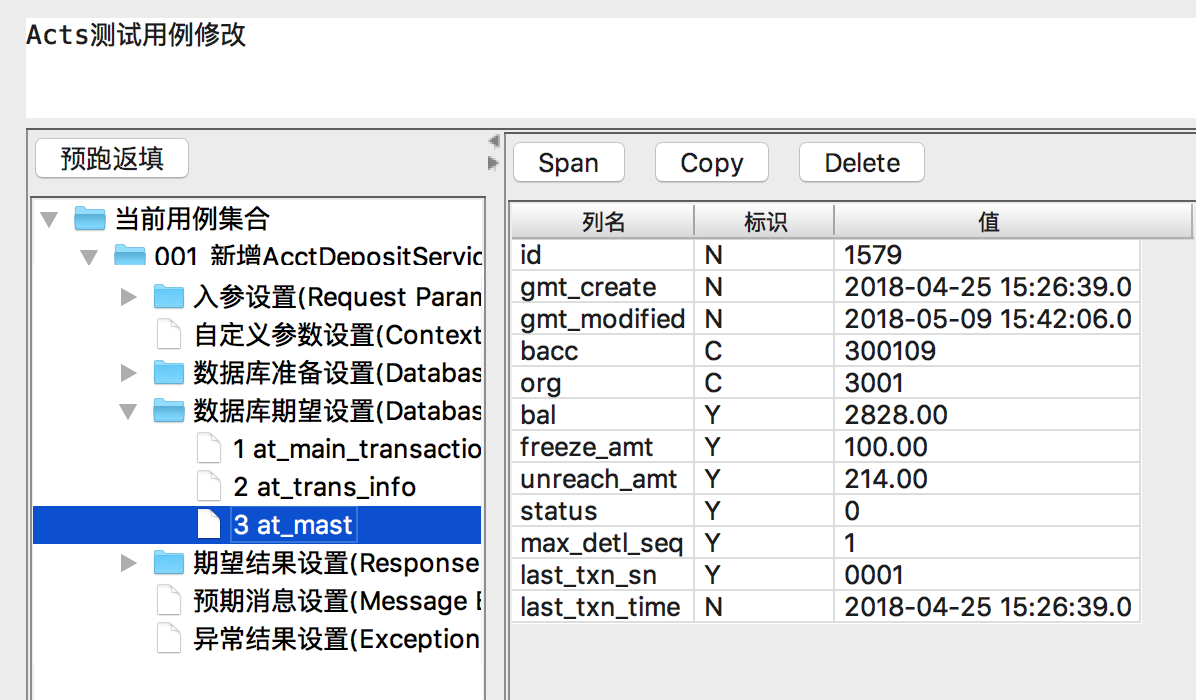 Acts测试用例修改
预跑返填
当前用例集合
001 新增AcctDepositServic
入参设置(Request Param
自定义参数设置(Context
数据库准备设置(Databas
数据库期望设置(Databas
1 at_main_transactio
2 at_trans_info
3 at_mast
期望结果设置(Response
预期消息设置(Message E
异常结果设置(Exception
Span Copy Delete
列名 标识 值
id N 1579
gmt_create N 2018-04-25 15:26:39.0
gmt_modified N 2018-05-09 15:42:06.0
bacc C 300109
org C 3001
bal Y 2828.00
freeze_amt Y 100.00
unreach_amt Y 214.00
status Y 0
max_detl_seq Y 1
last_txn_sn Y 0001
last_txn_time N 2018-04-25 15:26:39.0